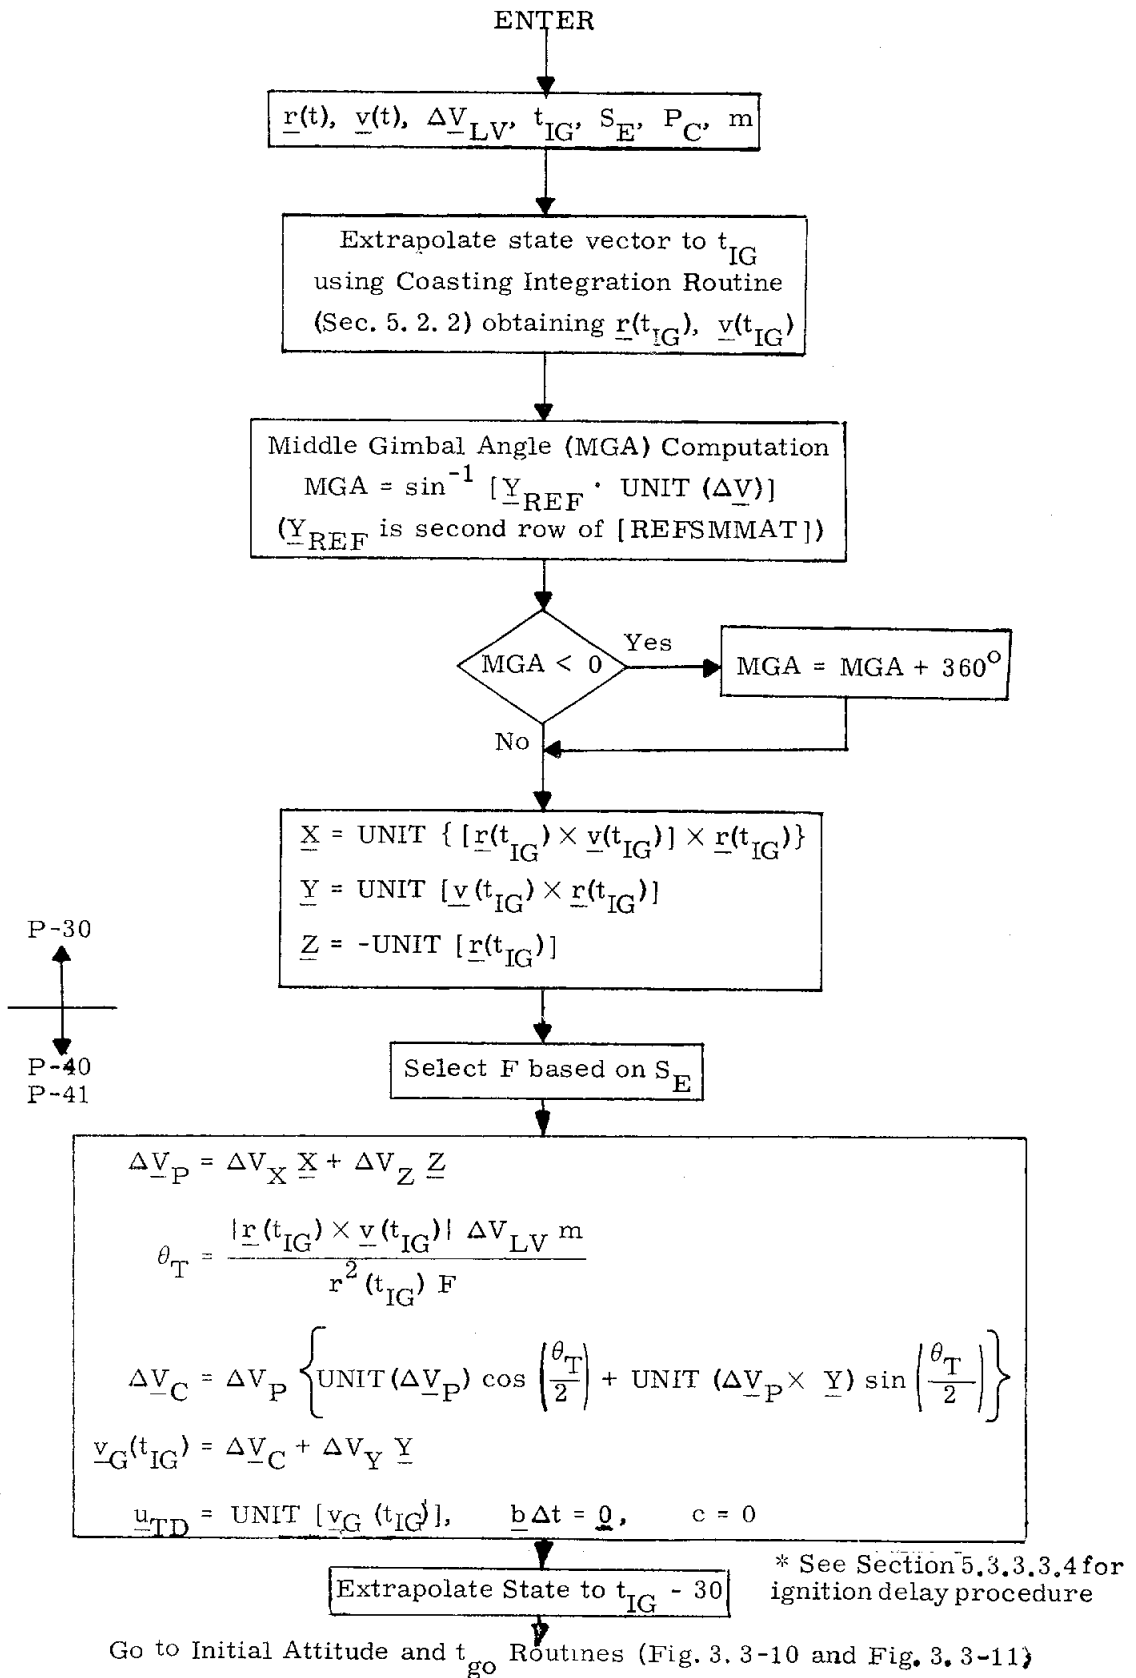 ENTER
r(t), v(t), ΔV_LV, t_IG, S_E, P_C, m
Extrapolate state vector to t_IG
using Coasting Integration Routine
(Sec. 5. 2. 2) obtaining r(t_IG), v(t_IG)
Middle Gimbal Angle (MGA) Computation
MGA = sin^-1 [Y_REF · UNIT (ΔV)]
(Y_REF is second row of [REFSMMAT])
MGA < 0
Yes
MGA = MGA + 360°
No
X = UNIT { [r(t_IG) × v(t_IG)] × r(t_IG)}
Y = UNIT [v(t_IG) × r(t_IG)]
Z = -UNIT [r(t_IG)]
P-30
P-40
P-41
Select F based on S_E
ΔV_P = ΔV_X X + ΔV_Z Z
θ_T = |r(t_IG) × v(t_IG)| ΔV_LV m / r^2(t_IG) F
ΔV_C = ΔV_P {UNIT(ΔV_P) cos (θ_T/2) + UNIT (ΔV_P × Y) sin (θ_T/2)}
v_G(t_IG) = ΔV_C + ΔV_Y Y
u_TD = UNIT [v_G (t_IG)], bΔt = 0, c = 0
* See Section 5.3.3.3.4 for
ignition delay procedure
Extrapolate State to t_IG - 30
Go to Initial Attitude and t_go Routines (Fig. 3. 3-10 and Fig. 3. 3-11)